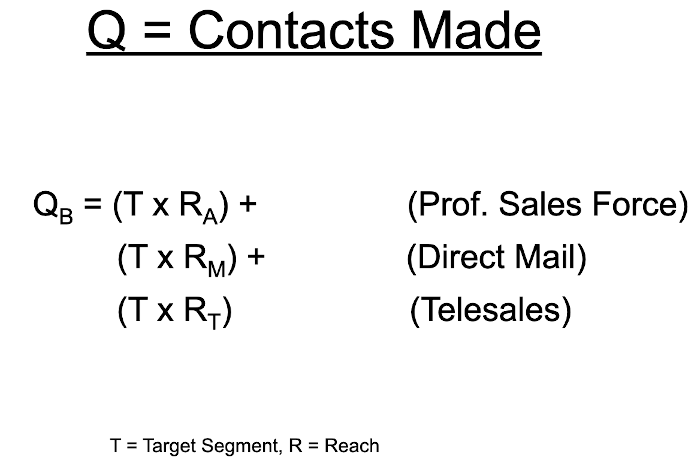 Q = Contacts Made
Q_B = (T x R_A) + (Prof. Sales Force)
(T x R_M) + (Direct Mail)
(T x R_T) (Telesales)
T = Target Segment, R = Reach